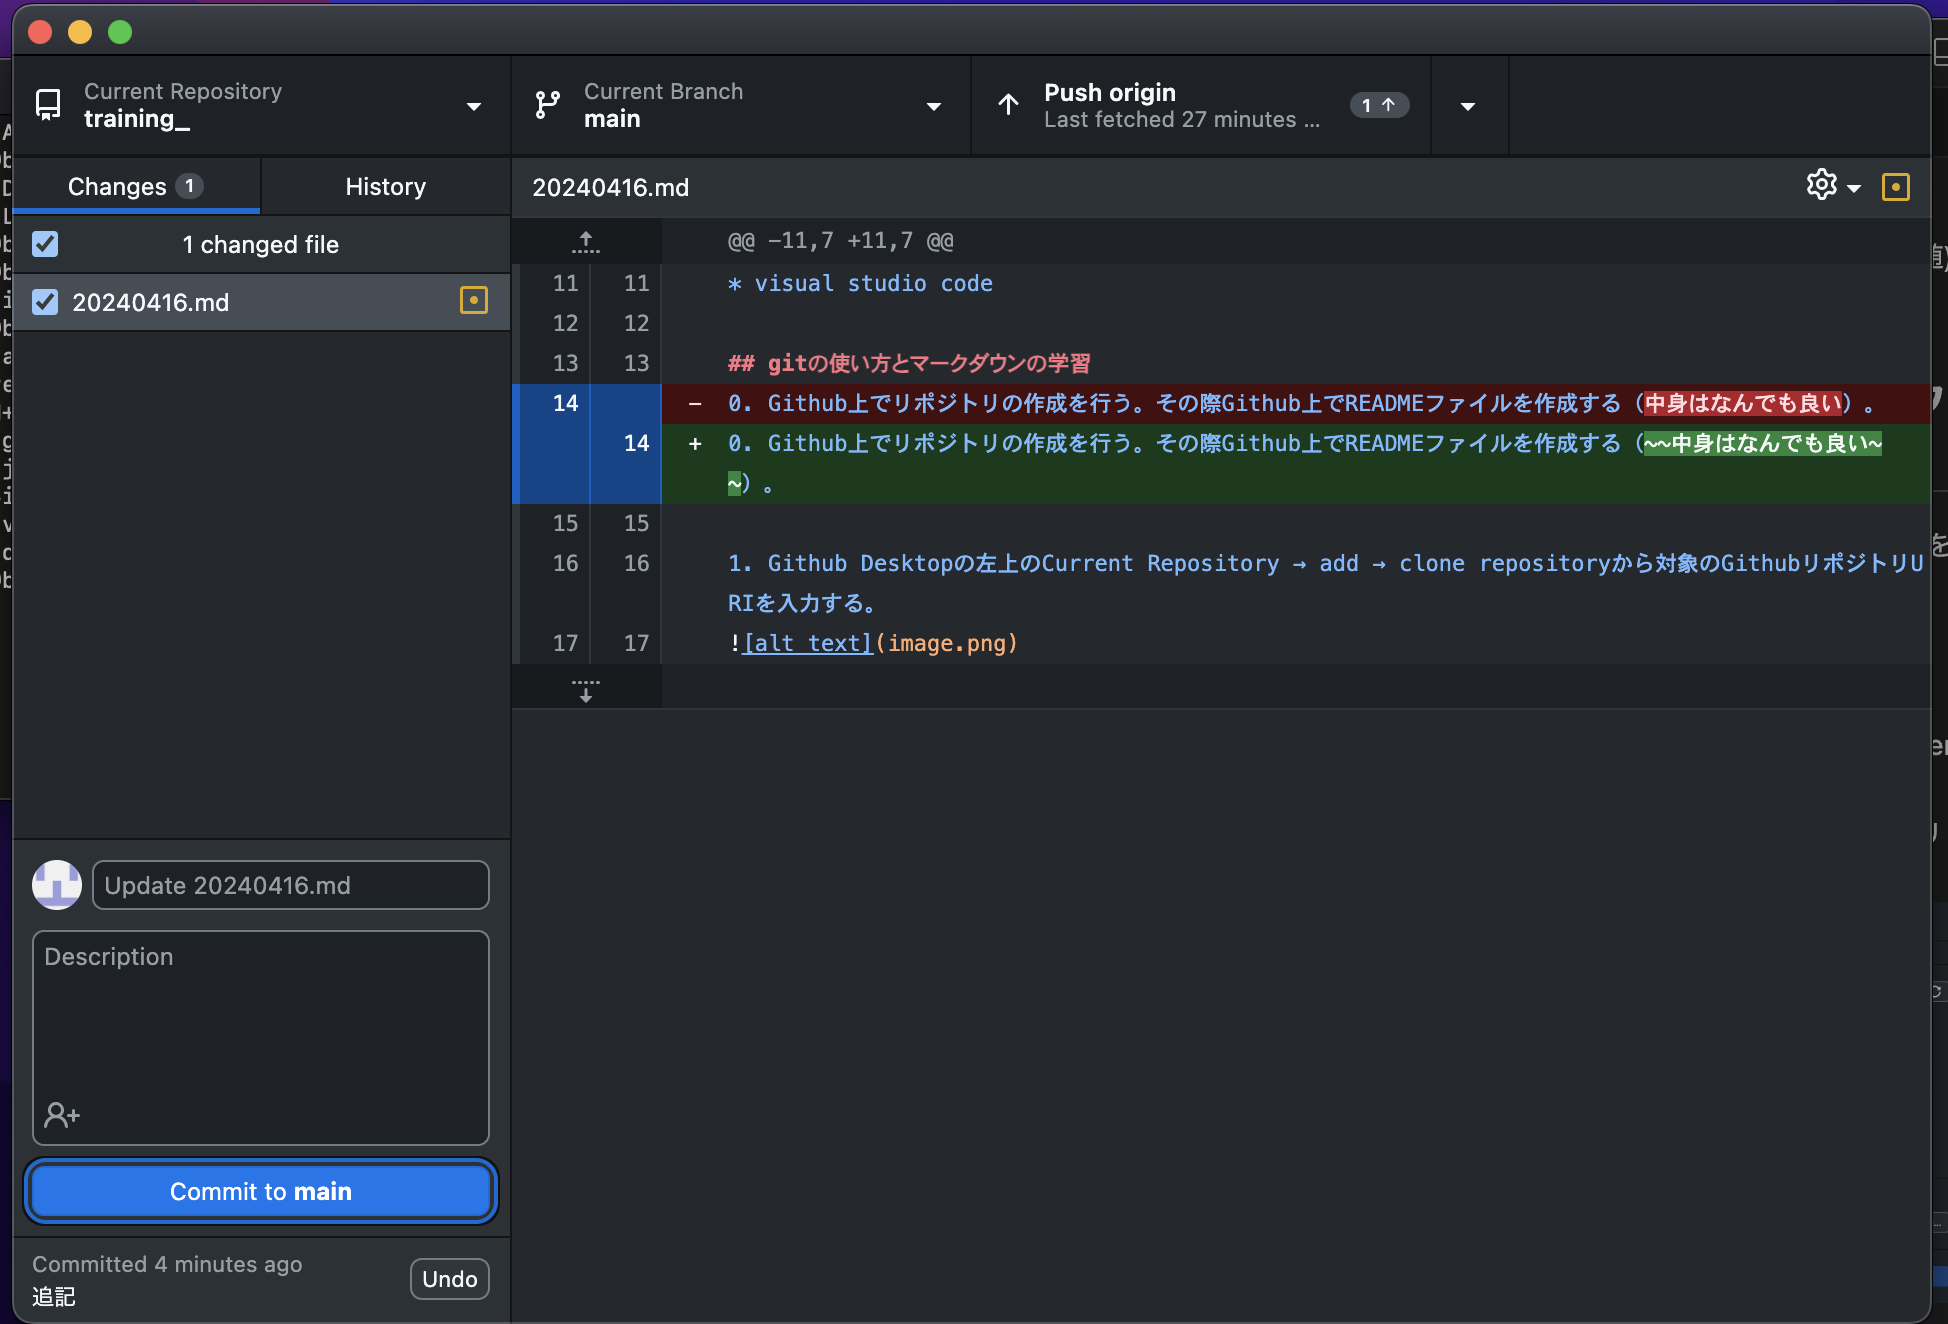 Current Repository
training_
Current Branch
main
Push origin
Last fetched 27 minutes ...
1
Changes 1
History
20240416.md
1 changed file
20240416.md
@@ -11,7 +11,7 @@
11 11 * visual studio code
12 12
13 13 ## gitの使い方とマークダウンの学習
14 - 0. Github上でリポジトリの作成を行う。その際Github上でREADMEファイルを作成する（中身はなんでも良い）。
14 + 0. Github上でリポジトリの作成を行う。その際Github上でREADMEファイルを作成する（~~中身はなんでも良い~
~）。
15 15
16 16 1. Github Desktopの左上のCurrent Repository → add → clone repositoryから対象のGithubリポジトリU
RIを入力する。
17 17 ![alt text](image.png)
Update 20240416.md
Description
Commit to main
Committed 4 minutes ago
追記
Undo